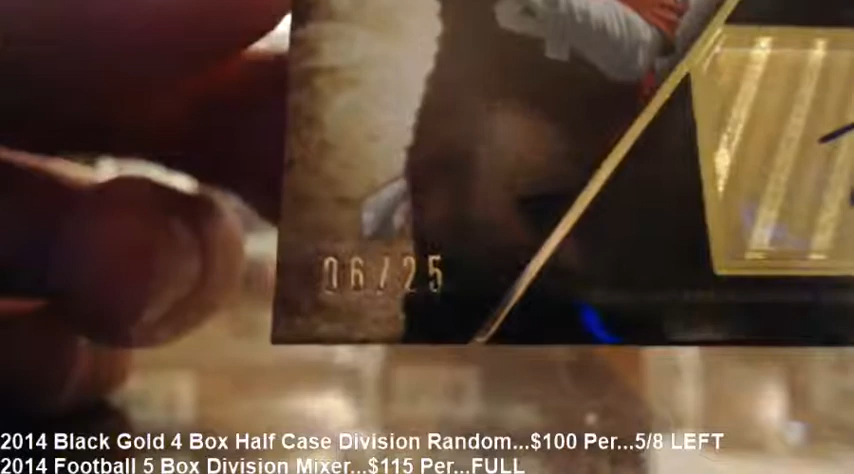 06/25
2014 Black Gold 4 Box Half Case Division Random...$100 Per...5/8 LEFT
2014 Football 5 Box Division Mixer...$115 Per...FULL